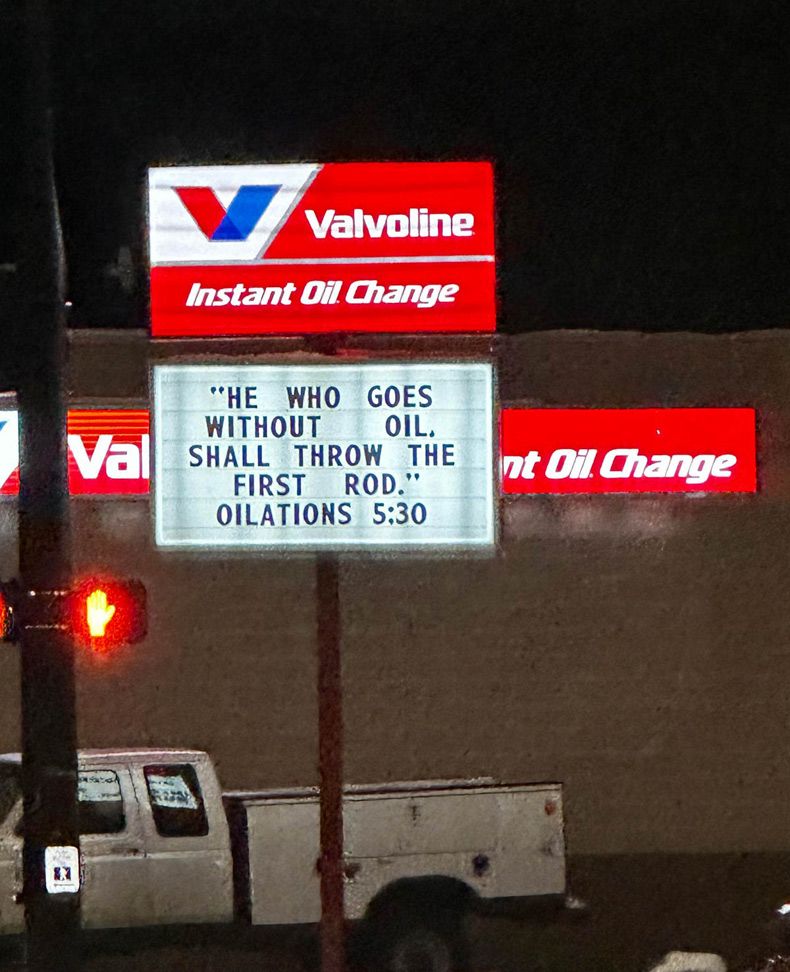 Valvoline
Instant Oil Change
"HE WHO GOES
WITHOUT OIL.
SHALL THROW THE
FIRST ROD."
OILATIONS 5:30
Val
nt Oil Change